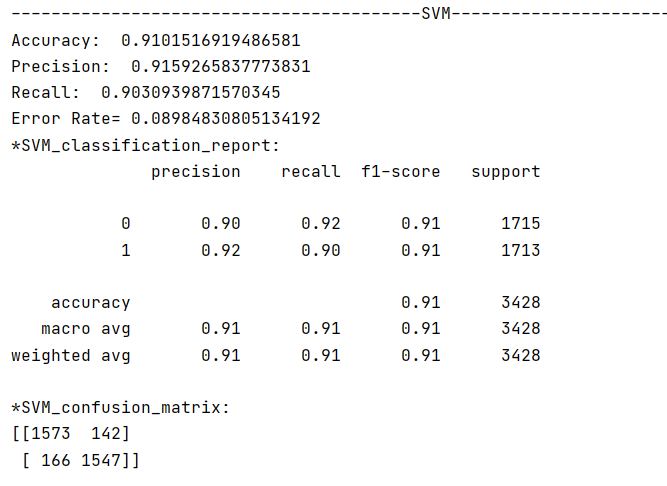 -----------------------------------------SVM----------------------
Accuracy:  0.9101516919486581
Precision:  0.9159265837773831
Recall:  0.9030939871570345
Error Rate= 0.08984830805134192
*SVM_classification_report:
              precision    recall  f1-score   support
           0       0.90      0.92      0.91      1715
           1       0.92      0.90      0.91      1713
    accuracy                           0.91      3428
   macro avg       0.91      0.91      0.91      3428
weighted avg       0.91      0.91      0.91      3428
*SVM_confusion_matrix:
[[1573  142]
 [ 166 1547]]